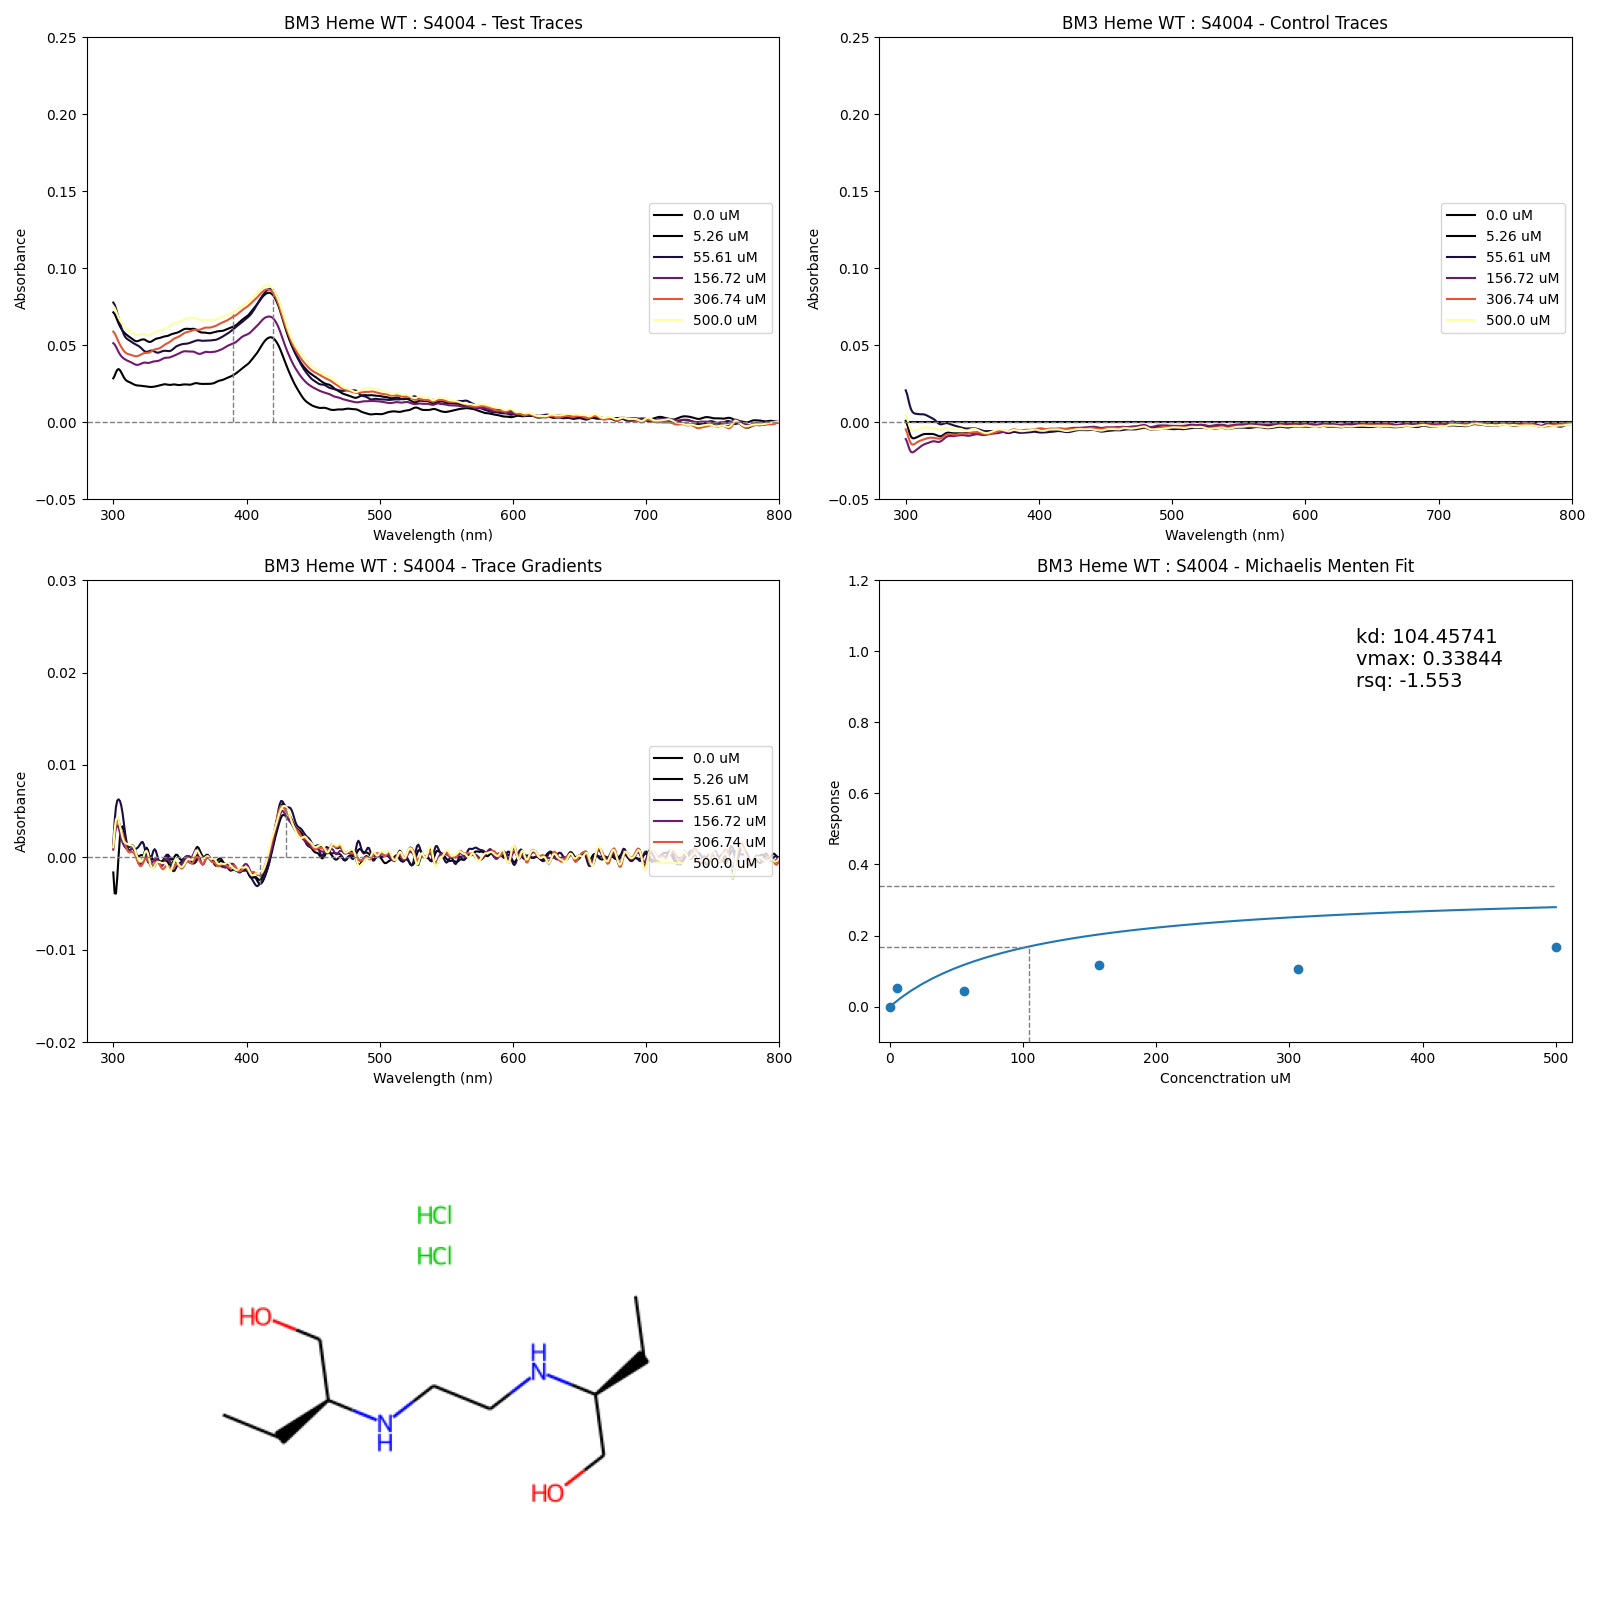 BM3 Heme WT : S4004 - Test Traces
0.25
0.20
0.15
0.10
0.05
0.00
−0.05
Absorbance
0.0 uM
5.26 uM
55.61 uM
156.72 uM
306.74 uM
500.0 uM
300 400 500 600 700 800
Wavelength (nm)
BM3 Heme WT : S4004 - Control Traces
0.25
0.20
0.15
0.10
0.05
0.00
−0.05
Absorbance
0.0 uM
5.26 uM
55.61 uM
156.72 uM
306.74 uM
500.0 uM
300 400 500 600 700 800
Wavelength (nm)
BM3 Heme WT : S4004 - Trace Gradients
0.03
0.02
0.01
0.00
−0.01
−0.02
Absorbance
0.0 uM
5.26 uM
55.61 uM
156.72 uM
306.74 uM
500.0 uM
300 400 500 600 700 800
Wavelength (nm)
BM3 Heme WT : S4004 - Michaelis Menten Fit
1.2
1.0
0.8
0.6
0.4
0.2
0.0
Response
kd: 104.45741
vmax: 0.33844
rsq: -1.553
0 100 200 300 400 500
Concenctration uM
HCl
HCl
HO
H
N
N
H
HO